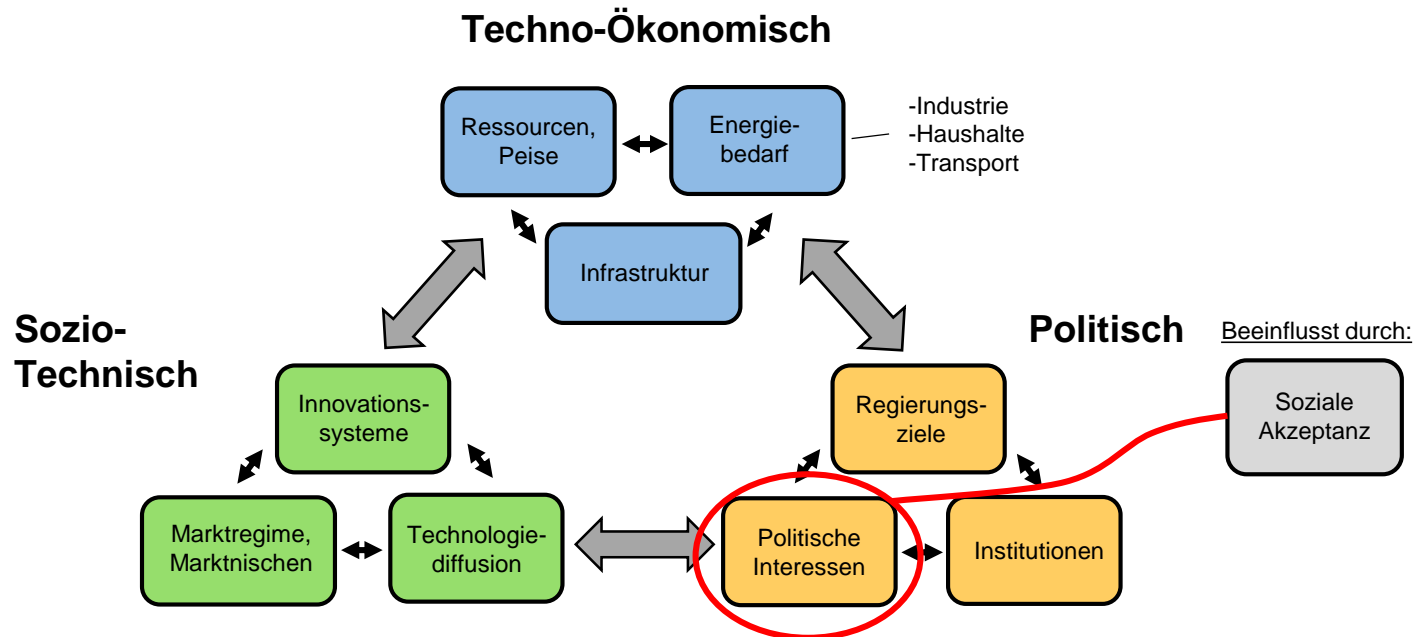 Techno-Ökonomisch
Ressourcen,
Peise
Energie-
bedarf
-Industrie
-Haushalte
-Transport
Infrastruktur
Sozio-
Technisch
Politisch
Beeinflusst durch:
Innovations-
systeme
Regierungs-
ziele
Soziale
Akzeptanz
Marktregime,
Marktnischen
Technologie-
diffusion
Politische
Interessen
Institutionen